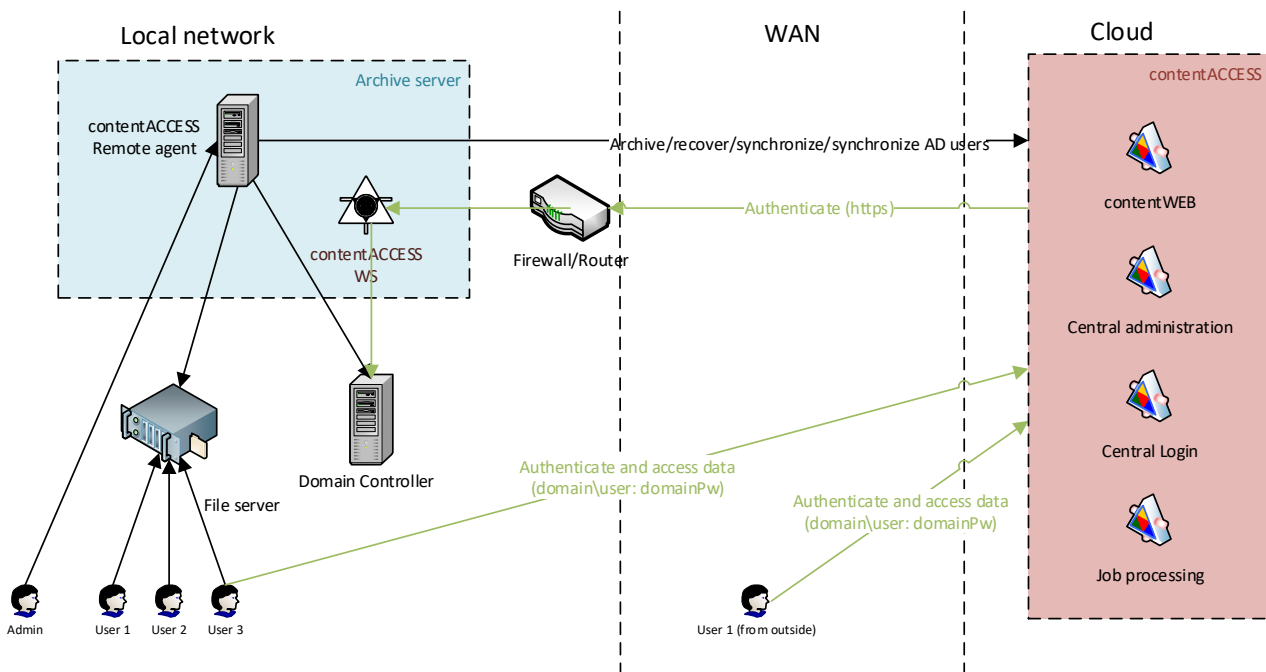 Local network
WAN
Cloud
Archive server
contentACCESS
contentACCESS
Remote agent
Archive/recover/synchronize/synchronize AD users
contentWEB
Authenticate (https)
contentACCESS
WS
Firewall/Router
Central administration
Central Login
Domain Controller
Authenticate and access data
(domain\user: domainPw)
File server
Authenticate and access data
(domain\user: domainPw)
Job processing
Admin
User 1
User 2
User 3
User 1 (from outside)